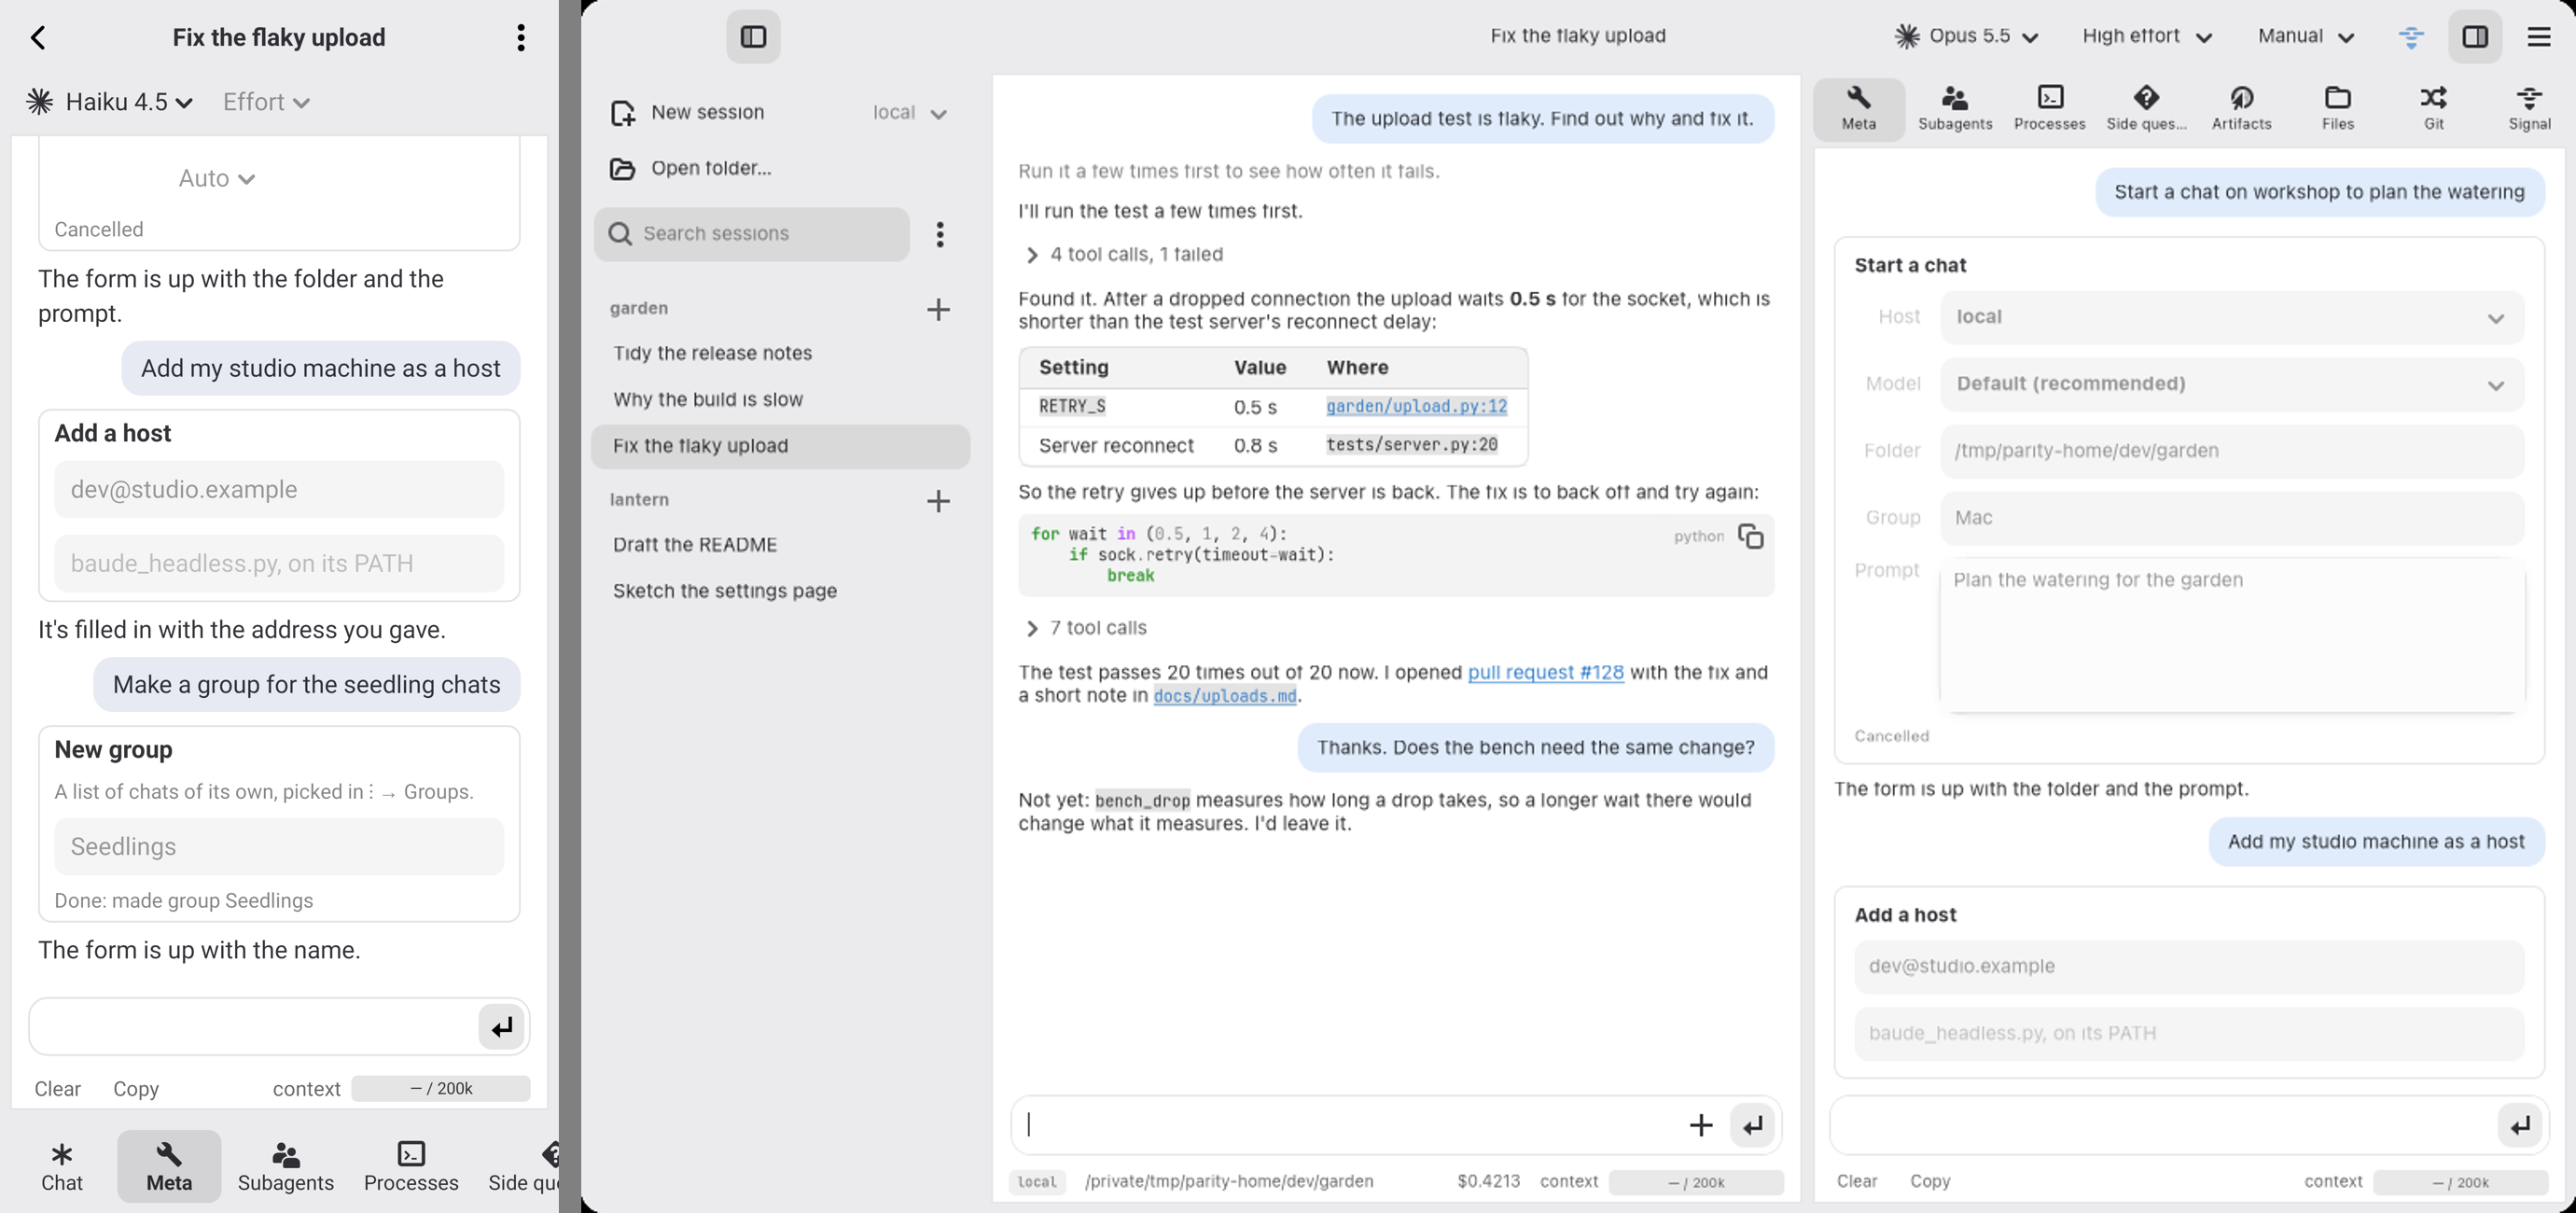 Fix the flaky upload
Haiku 4.5
Effort
Auto
Cancelled
The form is up with the folder and the
prompt.
Add my studio machine as a host
Add a host
dev@studio.example
baude_headless.py, on its PATH
It's filled in with the address you gave.
Make a group for the seedling chats
New group
A list of chats of its own, picked in ⋮ → Groups.
Seedlings
Done: made group Seedlings
The form is up with the name.
Clear Copy context — / 200k
Chat Meta Subagents Processes Side qu
Fix the flaky upload
Opus 5.5 High effort Manual
New session local
Open folder...
Search sessions
garden
Tidy the release notes
Why the build is slow
Fix the flaky upload
lantern
Draft the README
Sketch the settings page
The upload test is flaky. Find out why and fix it.
Run it a few times first to see how often it fails.
I'll run the test a few times first.
4 tool calls, 1 failed
Found it. After a dropped connection the upload waits 0.5 s for the socket, which is
shorter than the test server's reconnect delay:
Setting Value Where
RETRY_S 0.5 s garden/upload.py:12
Server reconnect 0.8 s tests/server.py:20
So the retry gives up before the server is back. The fix is to back off and try again:
for wait in (0.5, 1, 2, 4):
if sock.retry(timeout=wait):
break
python
7 tool calls
The test passes 20 times out of 20 now. I opened pull request #128 with the fix and
a short note in docs/uploads.md.
Thanks. Does the bench need the same change?
Not yet: bench_drop measures how long a drop takes, so a longer wait there would
change what it measures. I'd leave it.
local /private/tmp/parity-home/dev/garden $0.4213 context — / 200k
Meta Subagents Processes Side ques... Artifacts Files Git Signal
Start a chat on workshop to plan the watering
Start a chat
Host local
Model Default (recommended)
Folder /tmp/parity-home/dev/garden
Group Mac
Prompt Plan the watering for the garden
Cancelled
The form is up with the folder and the prompt.
Add my studio machine as a host
Add a host
dev@studio.example
baude_headless.py, on its PATH
Clear Copy context — / 200k